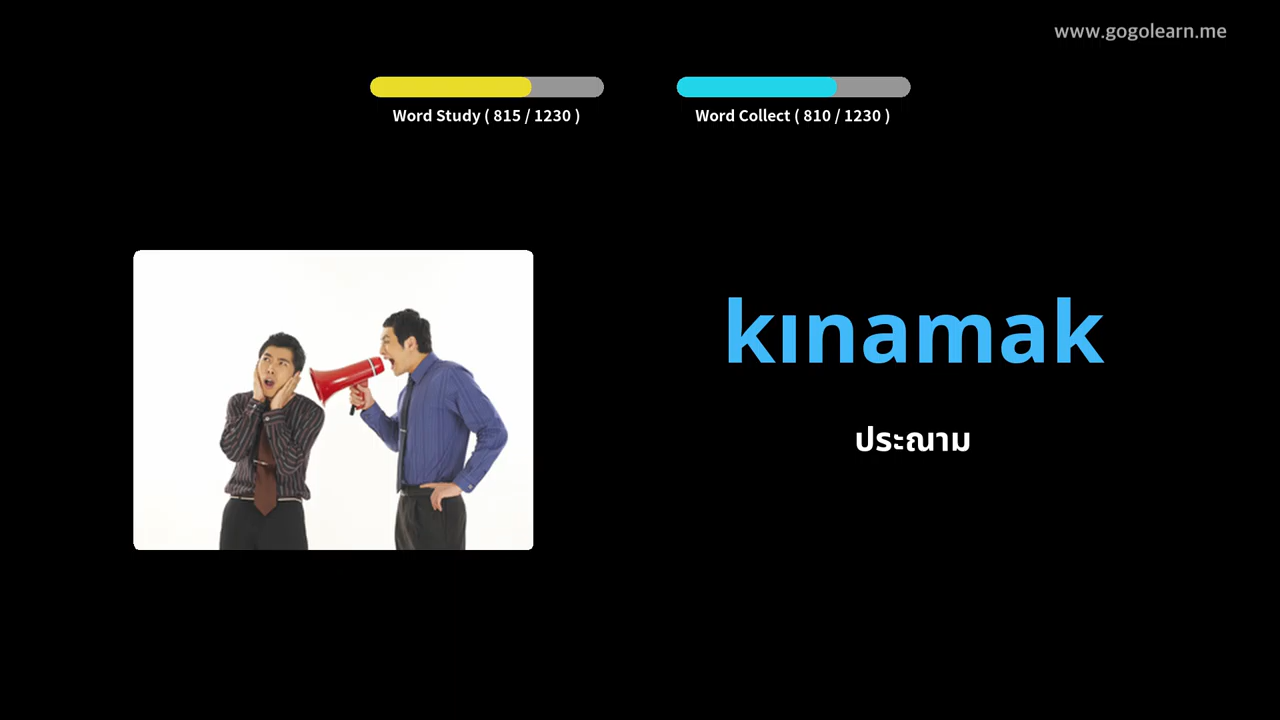 www.gogolearn.me
Word Study ( 815 / 1230 )
Word Collect ( 810 / 1230 )
kınamak
ประณาม